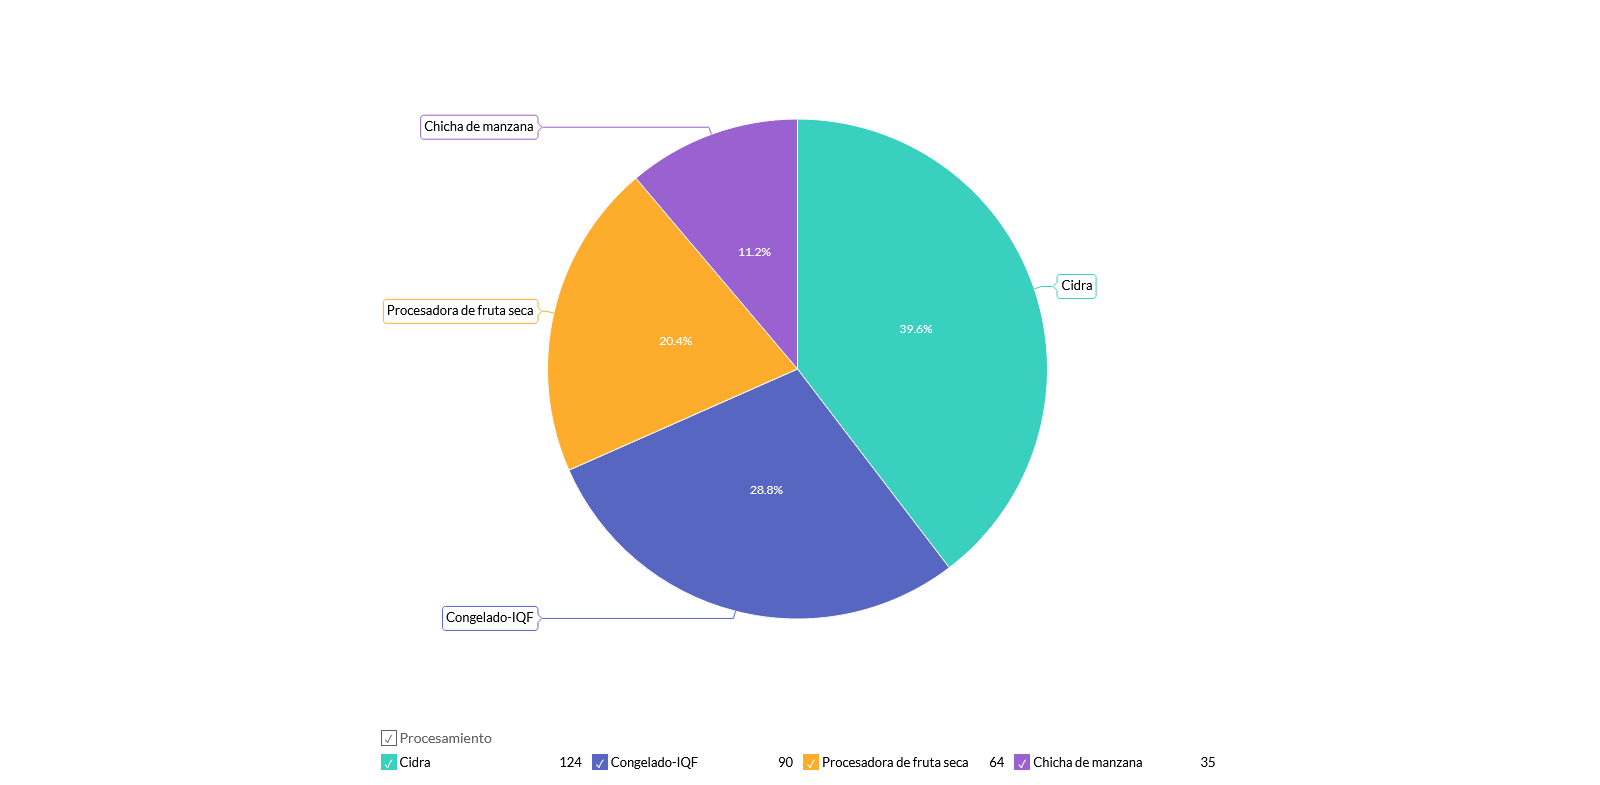 Chicha de manzana
11.2%
Cidra
Procesadora de fruta seca
39.6%
20.4%
28.8%
Congelado-IQF
Procesamiento
Cidra 124 Congelado-IQF 90 Procesadora de fruta seca 64 Chicha de manzana 35